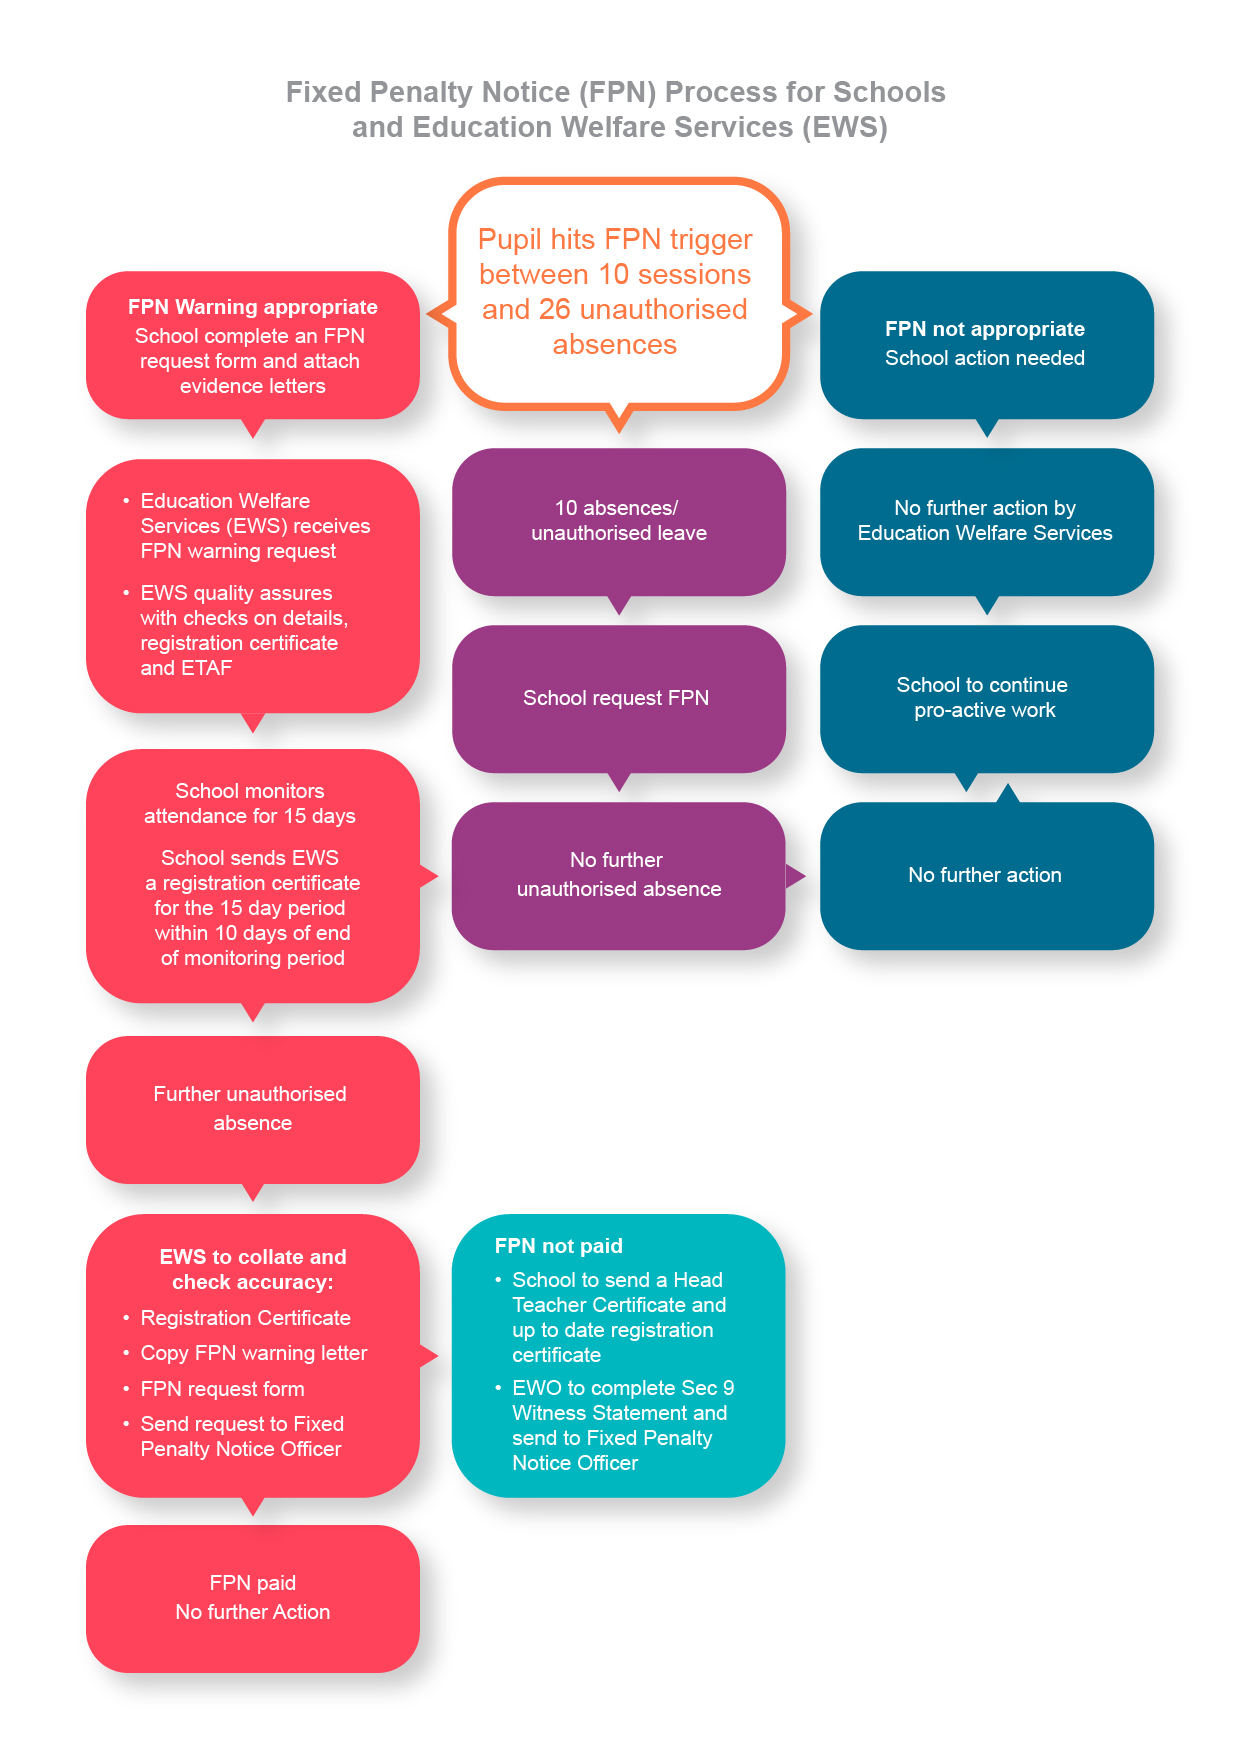 Fixed Penalty Notice (FPN) Process for Schools
and Education Welfare Services (EWS)
Pupil hits FPN trigger
between 10 sessions
and 26 unauthorised
absences
FPN Warning appropriate
School complete an FPN
request form and attach
evidence letters
• Education Welfare
Services (EWS) receives
FPN warning request
• EWS quality assures
with checks on details,
registration certificate
and ETAF
School monitors
attendance for 15 days
School sends EWS
a registration certificate
for the 15 day period
within 10 days of end
of monitoring period
Further unauthorised
absence
EWS to collate and
check accuracy:
• Registration Certificate
• Copy FPN warning letter
• FPN request form
• Send request to Fixed
Penalty Notice Officer
FPN paid
No further Action
10 absences/
unauthorised leave
School request FPN
No further
unauthorised absence
FPN not paid
• School to send a Head
Teacher Certificate and
up to date registration
certificate
• EWO to complete Sec 9
Witness Statement and
send to Fixed Penalty
Notice Officer
FPN not appropriate
School action needed
No further action by
Education Welfare Services
School to continue
pro-active work
No further action